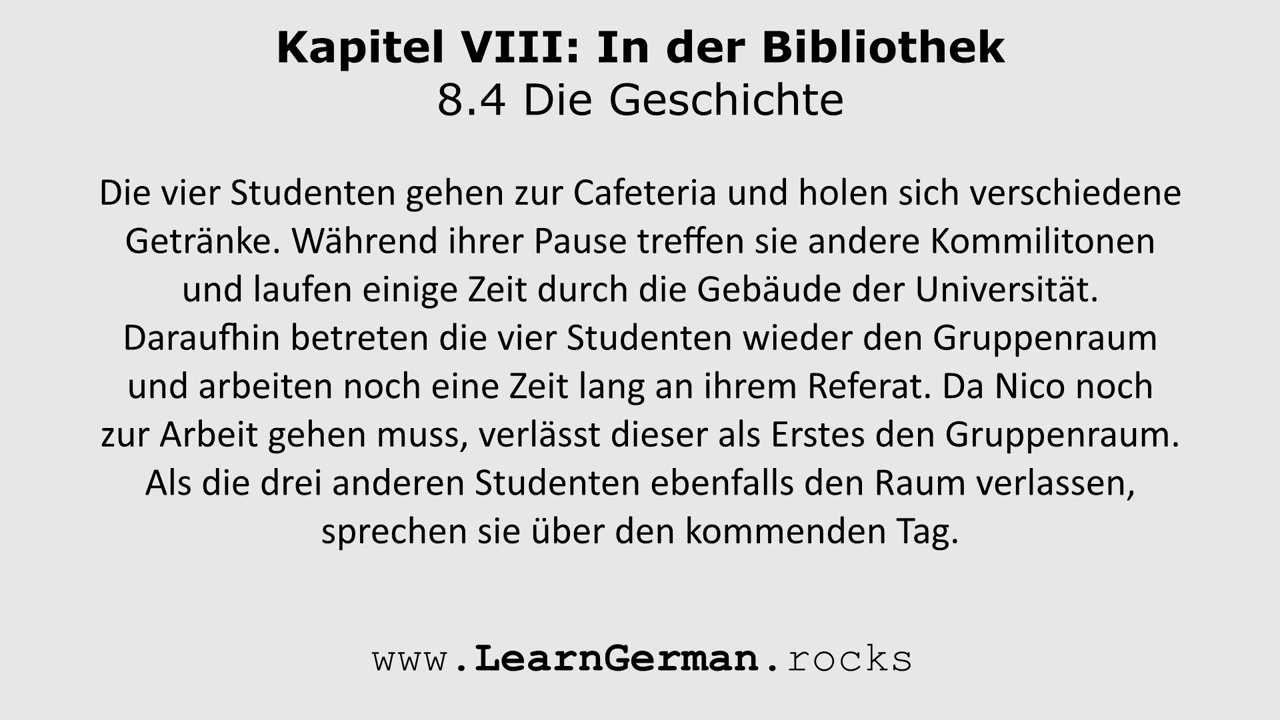 Kapitel VIII: In der Bibliothek
8.4 Die Geschichte
Die vier Studenten gehen zur Cafeteria und holen sich verschiedene
Getränke. Während ihrer Pause treffen sie andere Kommilitonen
und laufen einige Zeit durch die Gebäude der Universität.
Daraufhin betreten die vier Studenten wieder den Gruppenraum
und arbeiten noch eine Zeit lang an ihrem Referat. Da Nico noch
zur Arbeit gehen muss, verlässt dieser als Erstes den Gruppenraum.
Als die drei anderen Studenten ebenfalls den Raum verlassen,
sprechen sie über den kommenden Tag.
www.LearnGerman.rocks